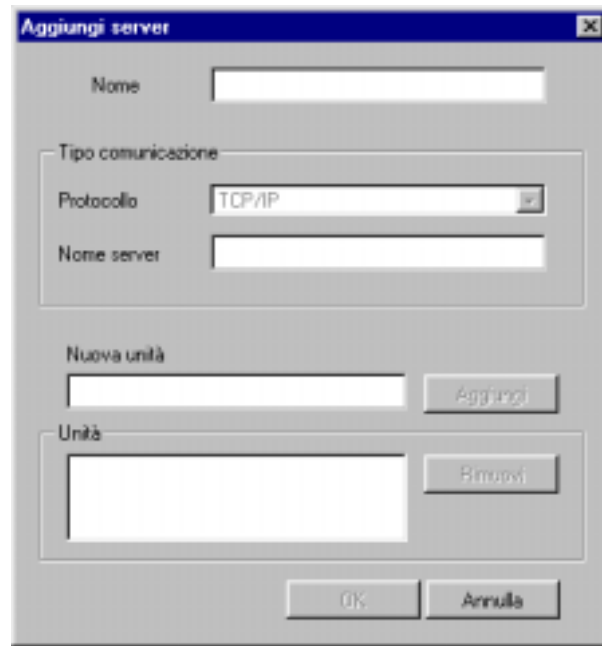 Aggiungi server
Nome
Tipo comunicazione
Protocollo
TCP/IP
Nome server
Nuova unità
Aggiungi
Unità
Rimuovi
OK
Annulla